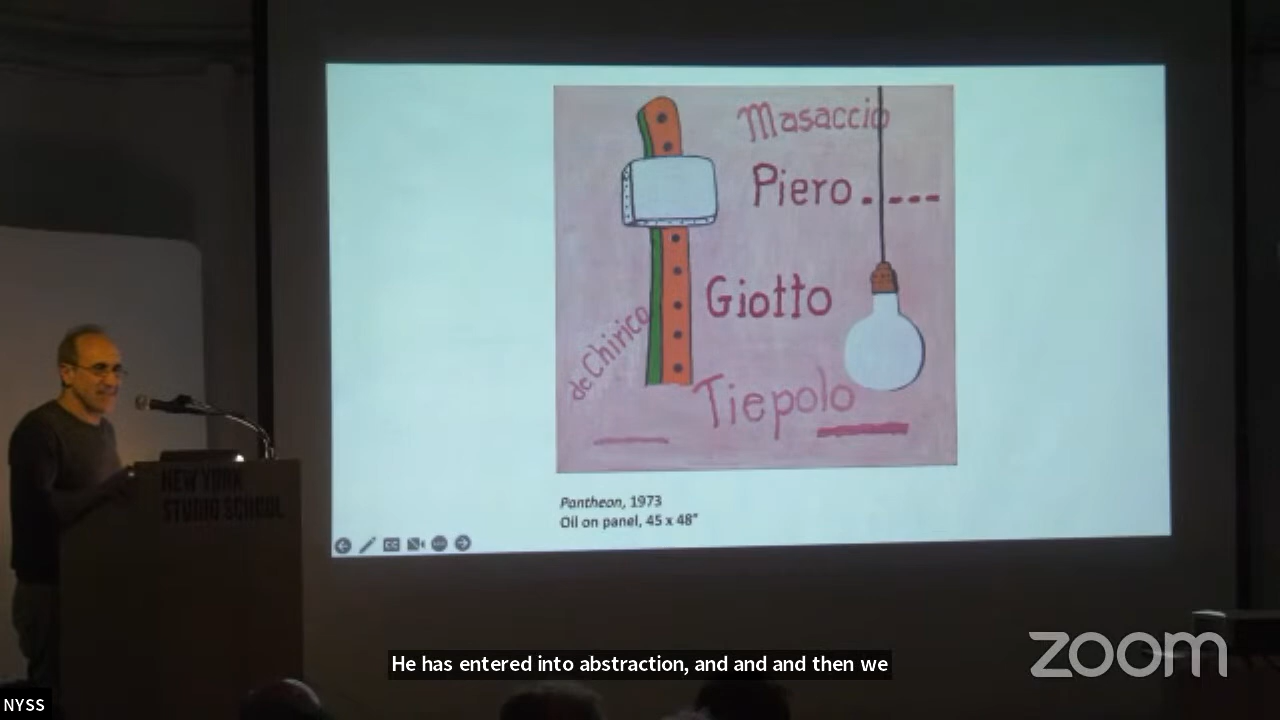 Masaccio
Piero.----
Giotto
de Chirico
Tiepolo
Pantheon, 1973
Oil on panel, 45 x 48"
NEW YORK
STUDIO SCHOOL
He has entered into abstraction, and and and then we
zoom
NYSS